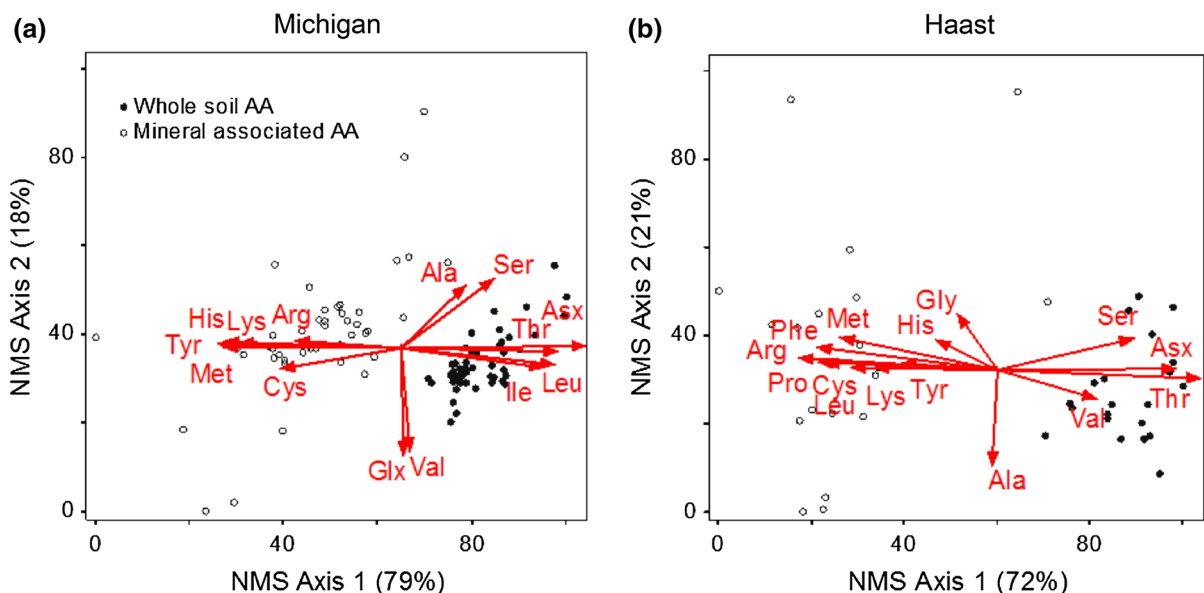 (a) Michigan
Whole soil AA
Mineral associated AA
NMS Axis 2 (18%)
80
40
0
Ala
Ser
Asx
Thr
His
Lys
Arg
Tyr
Met
Cys
Ile
Leu
Glx
Val
0 40 80
NMS Axis 1 (79%)
(b) Haast
NMS Axis 2 (21%)
80
40
0
Gly
Ser
Met
His
Phe
Asx
Arg
Pro
Cys
Lys
Tyr
Thr
Leu
Val
Ala
0 40 80
NMS Axis 1 (72%)